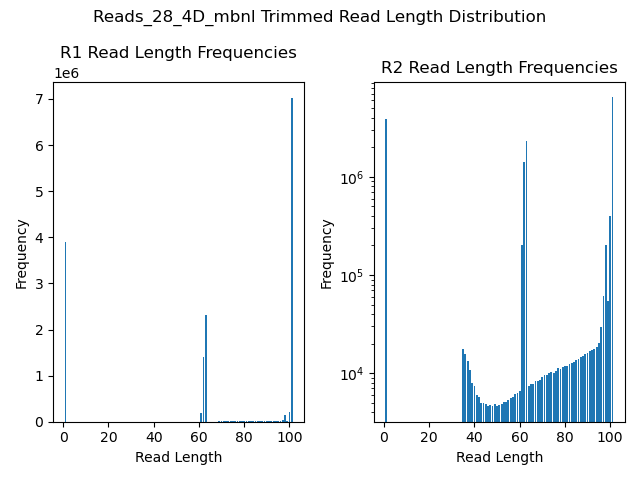 Reads_28_4D_mbnl Trimmed Read Length Distribution
R1 Read Length Frequencies
1e6
7
6
5
4
3
2
1
0
Frequency
0 20 40 60 80 100
Read Length
R2 Read Length Frequencies
10^6
10^5
10^4
Frequency
0 20 40 60 80 100
Read Length